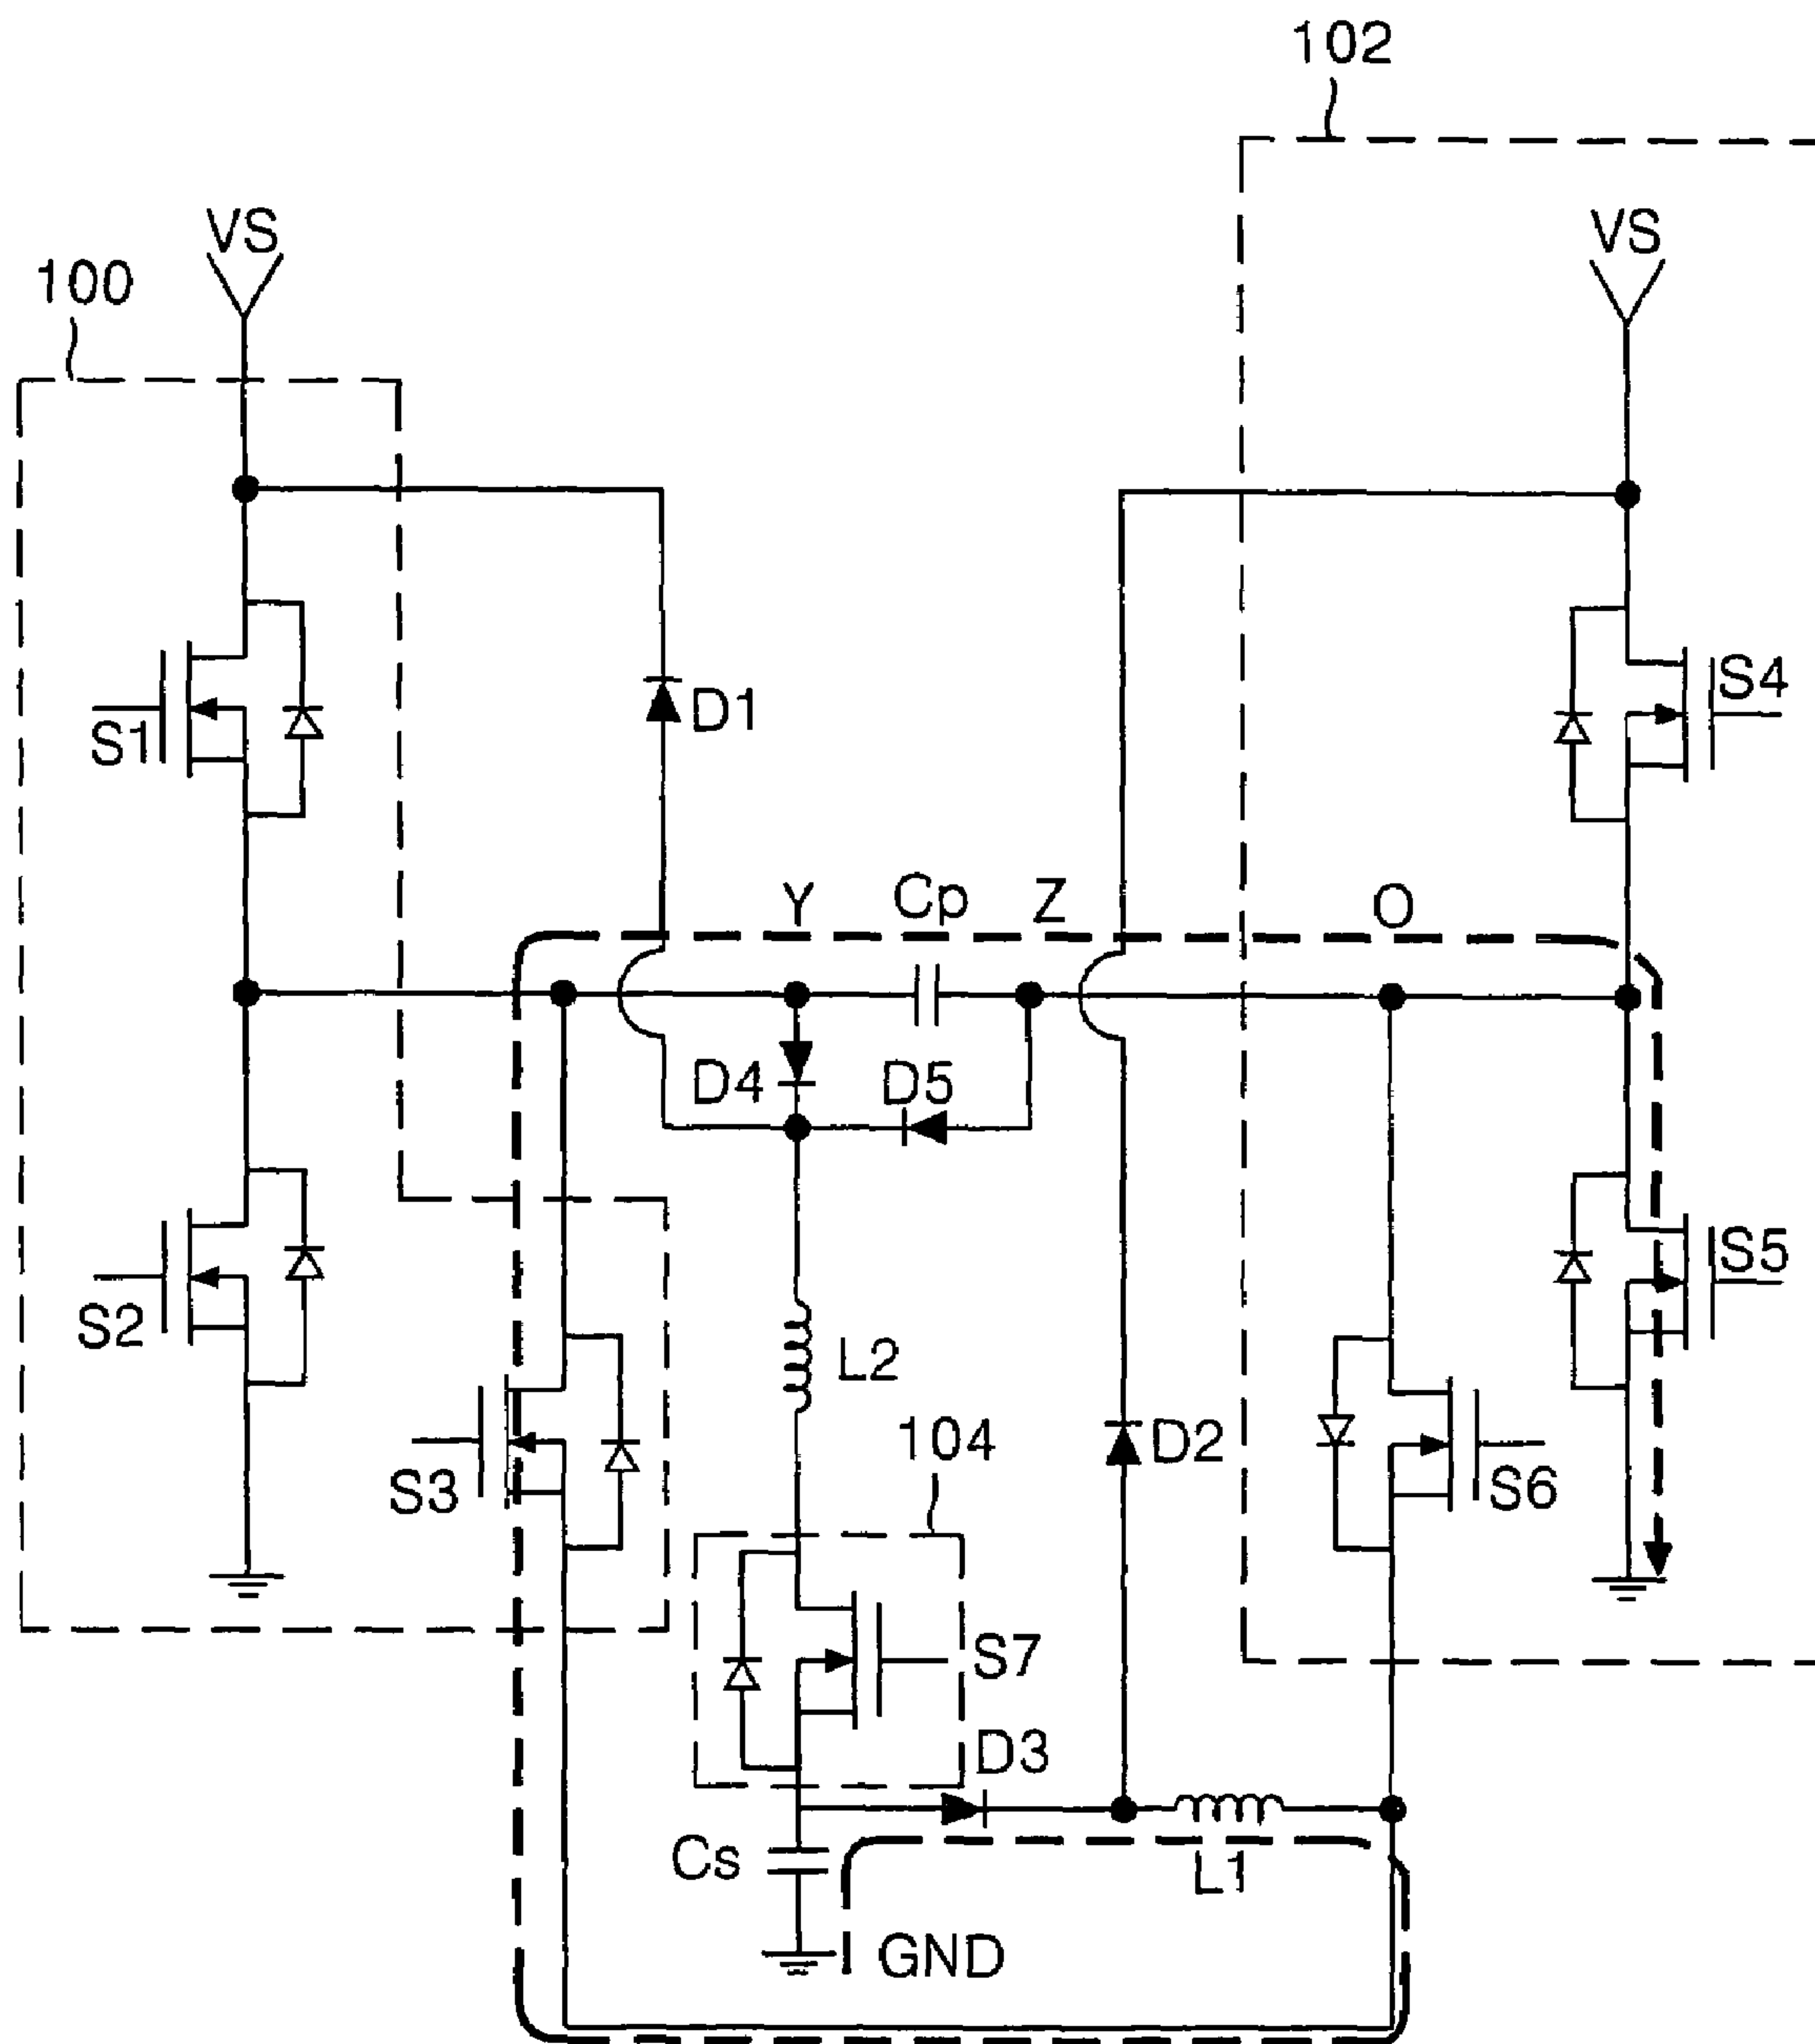 102
VS
VS
100
S4
D1
S1
Y
Cp
Z
O
D4
D5
S5
S2
L2
104
D2
S3
S6
S7
D3
Cs
L1
GND